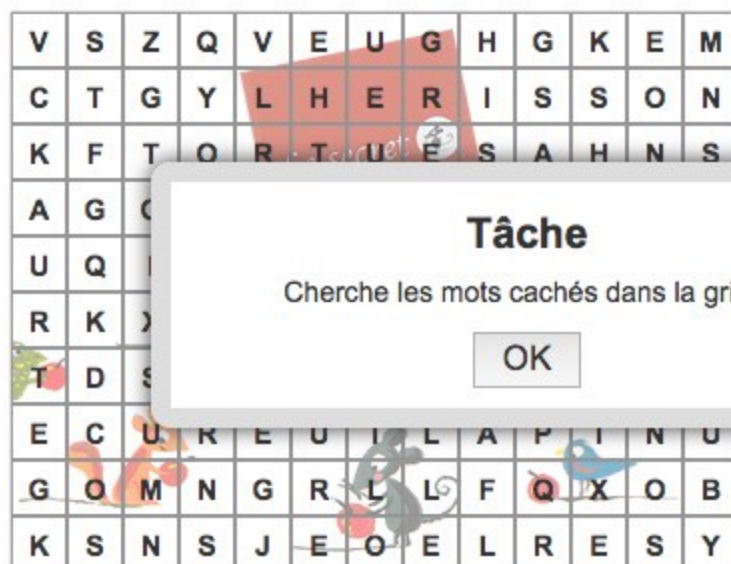 V S Z Q V E U G H G K E M
C T G Y L H E R I S S O N
K F T O R T U E S A H N S
A G
Tâche
U Q
Cherche les mots cachés dans la gri
R K
OK
T D
E C U R E U I L A P I N U
G O M N G R L L F Q X O B
K S N S J E O E L R E S Y